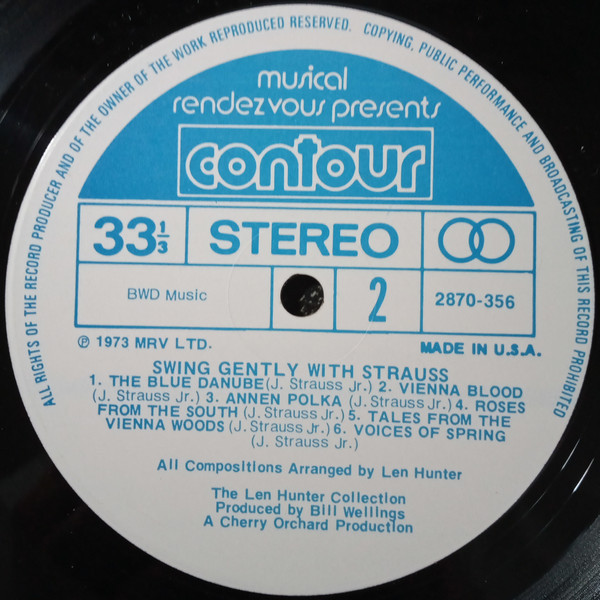 ALL RIGHTS OF THE RECORD PRODUCER AND OF THE OWNER OF THE WORK REPRODUCED RESERVED. COPYING, PUBLIC PERFORMANCE AND BROADCASTING OF THIS RECORD PROHIBITED
musical
rendezvous presents
contour
33 1/3
STEREO
BWD Music
2
2870-356
℗ 1973 MRV LTD.
MADE IN U.S.A.
SWING GENTLY WITH STRAUSS
1. THE BLUE DANUBE(J. Strauss Jr.) 2. VIENNA BLOOD
(J. Strauss Jr.) 3. ANNEN POLKA (J. Strauss Jr.) 4. ROSES
FROM THE SOUTH (J. Strauss Jr.) 5. TALES FROM THE
VIENNA WOODS (J. Strauss Jr.) 6. VOICES OF SPRING
(J. Strauss Jr.)
All Compositions Arranged by Len Hunter
The Len Hunter Collection
Produced by Bill Wellings
A Cherry Orchard Production